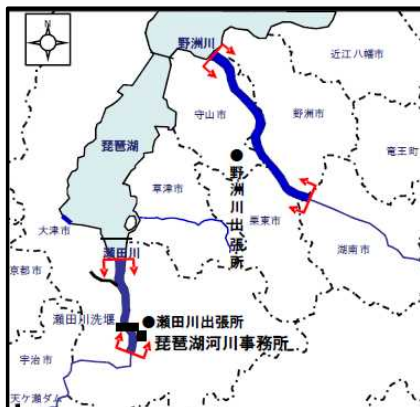 野洲川
近江八幡市
守山市
野洲市
琵琶湖
竜王町
草津市
野洲川出張所
栗東市
大津市
湖南市
瀬田川
京都市
瀬田川洗堰
瀬田川出張所
琵琶湖河川事務所
宇治市
天ケ瀬ダム